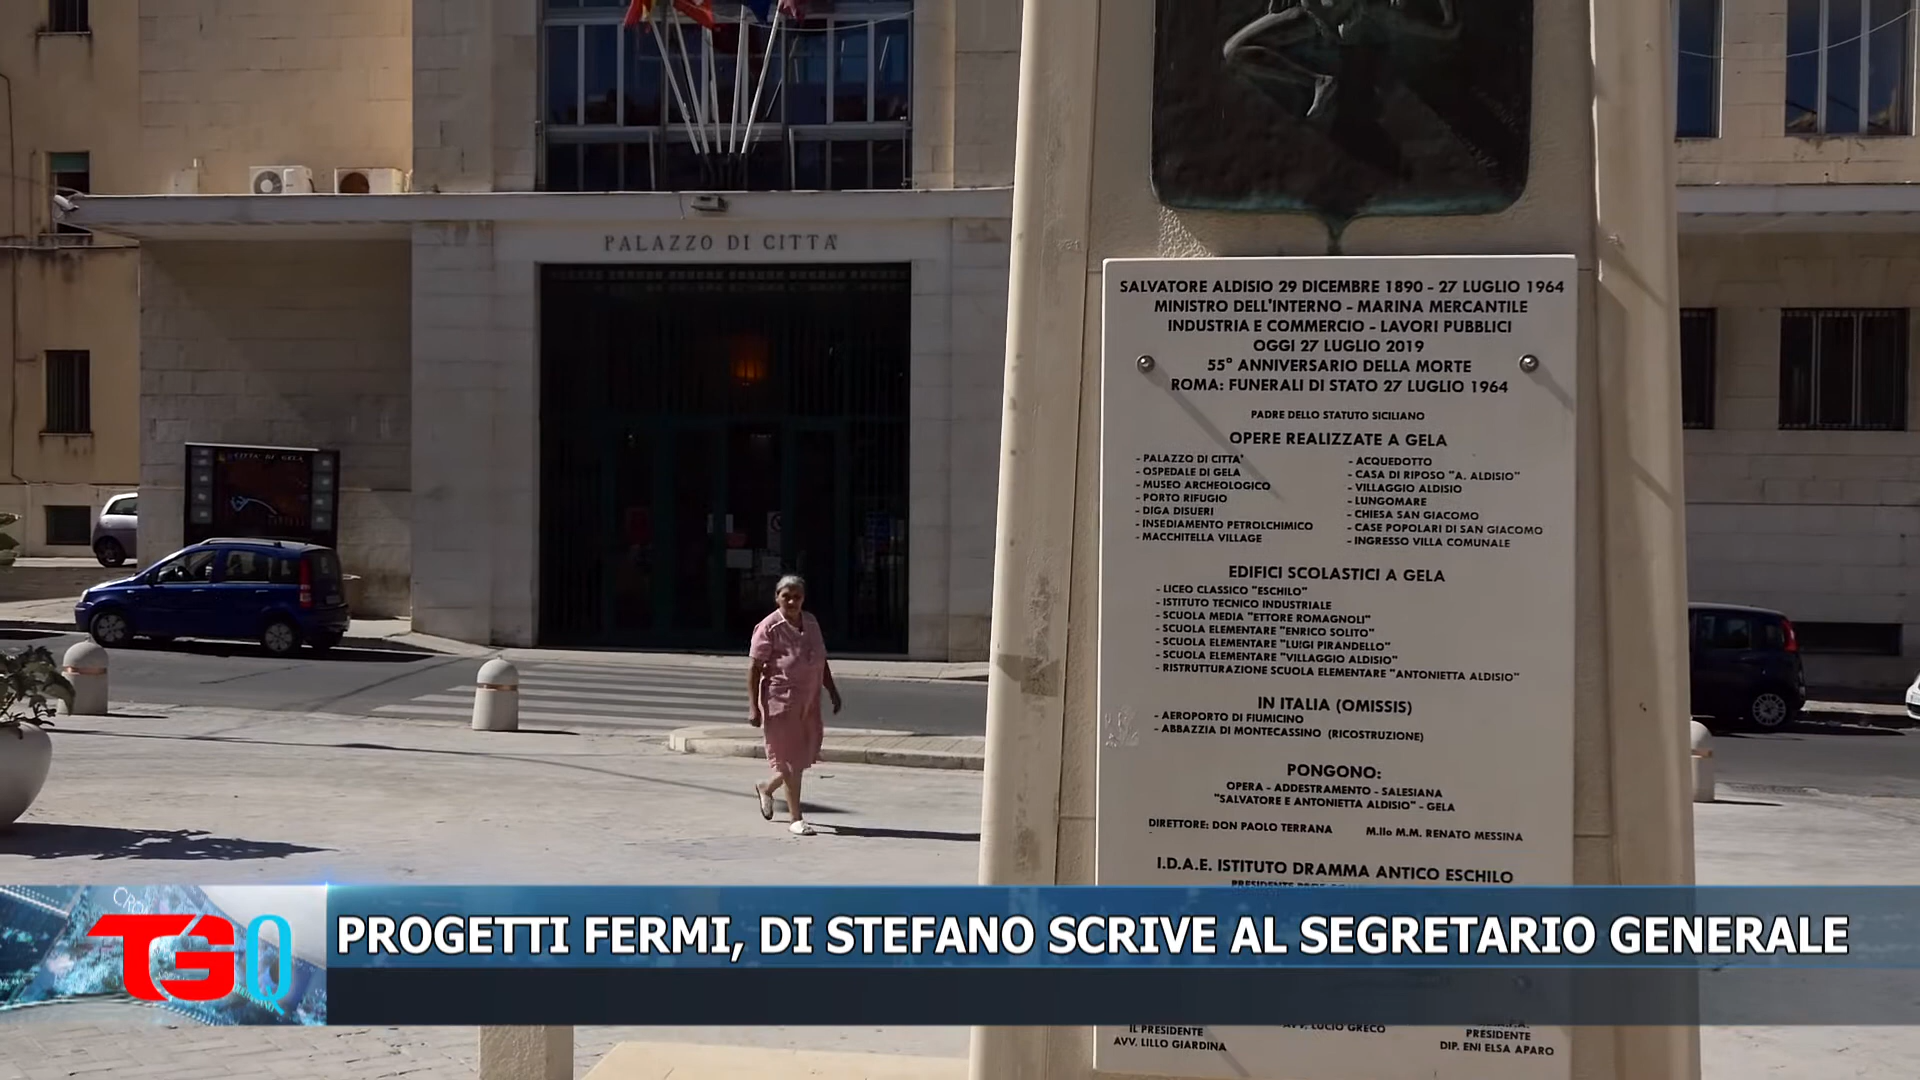 PALAZZO DI CITTÀ
CITTA' DI GELA
SALVATORE ALDISIO 29 DICEMBRE 1890 - 27 LUGLIO 1964
MINISTRO DELL'INTERNO - MARINA MERCANTILE
INDUSTRIA E COMMERCIO - LAVORI PUBBLICI
OGGI 27 LUGLIO 2019
55° ANNIVERSARIO DELLA MORTE
ROMA: FUNERALI DI STATO 27 LUGLIO 1964
PADRE DELLO STATUTO SICILIANO
OPERE REALIZZATE A GELA
- PALAZZO DI CITTA'
- OSPEDALE DI GELA
- MUSEO ARCHEOLOGICO
- PORTO RIFUGIO
- DIGA DISUERI
- INSEDIAMENTO PETROLCHIMICO
- MACCHITELLA VILLAGE
- ACQUEDOTTO
- CASA DI RIPOSO "A. ALDISIO"
- VILLAGGIO ALDISIO
- LUNGOMARE
- CHIESA SAN GIACOMO
- CASE POPOLARI DI SAN GIACOMO
- INGRESSO VILLA COMUNALE
EDIFICI SCOLASTICI A GELA
- LICEO CLASSICO "ESCHILO"
- ISTITUTO TECNICO INDUSTRIALE
- SCUOLA MEDIA "ETTORE ROMAGNOLI"
- SCUOLA ELEMENTARE "ENRICO SOLITO"
- SCUOLA ELEMENTARE "LUIGI PIRANDELLO"
- SCUOLA ELEMENTARE "VILLAGGIO ALDISIO"
- RISTRUTTURAZIONE SCUOLA ELEMENTARE "ANTONIETTA ALDISIO"
IN ITALIA (OMISSIS)
- AEROPORTO DI FIUMICINO
- ABBAZZIA DI MONTECASSINO (RICOSTRUZIONE)
PONGONO:
OPERA - ADDESTRAMENTO - SALESIANA
"SALVATORE E ANTONIETTA ALDISIO" - GELA
DIRETTORE: DON PAOLO TERRANA M.llo M.M. RENATO MESSINA
I.D.A.E. ISTITUTO DRAMMA ANTICO ESCHILO
TGQ
PROGETTI FERMI, DI STEFANO SCRIVE AL SEGRETARIO GENERALE
IL PRESIDENTE
AVV. LILLO GIARDINA
AVV. LUCIO GRECO
PRESIDENTE
DIP. ENI ELSA APARO